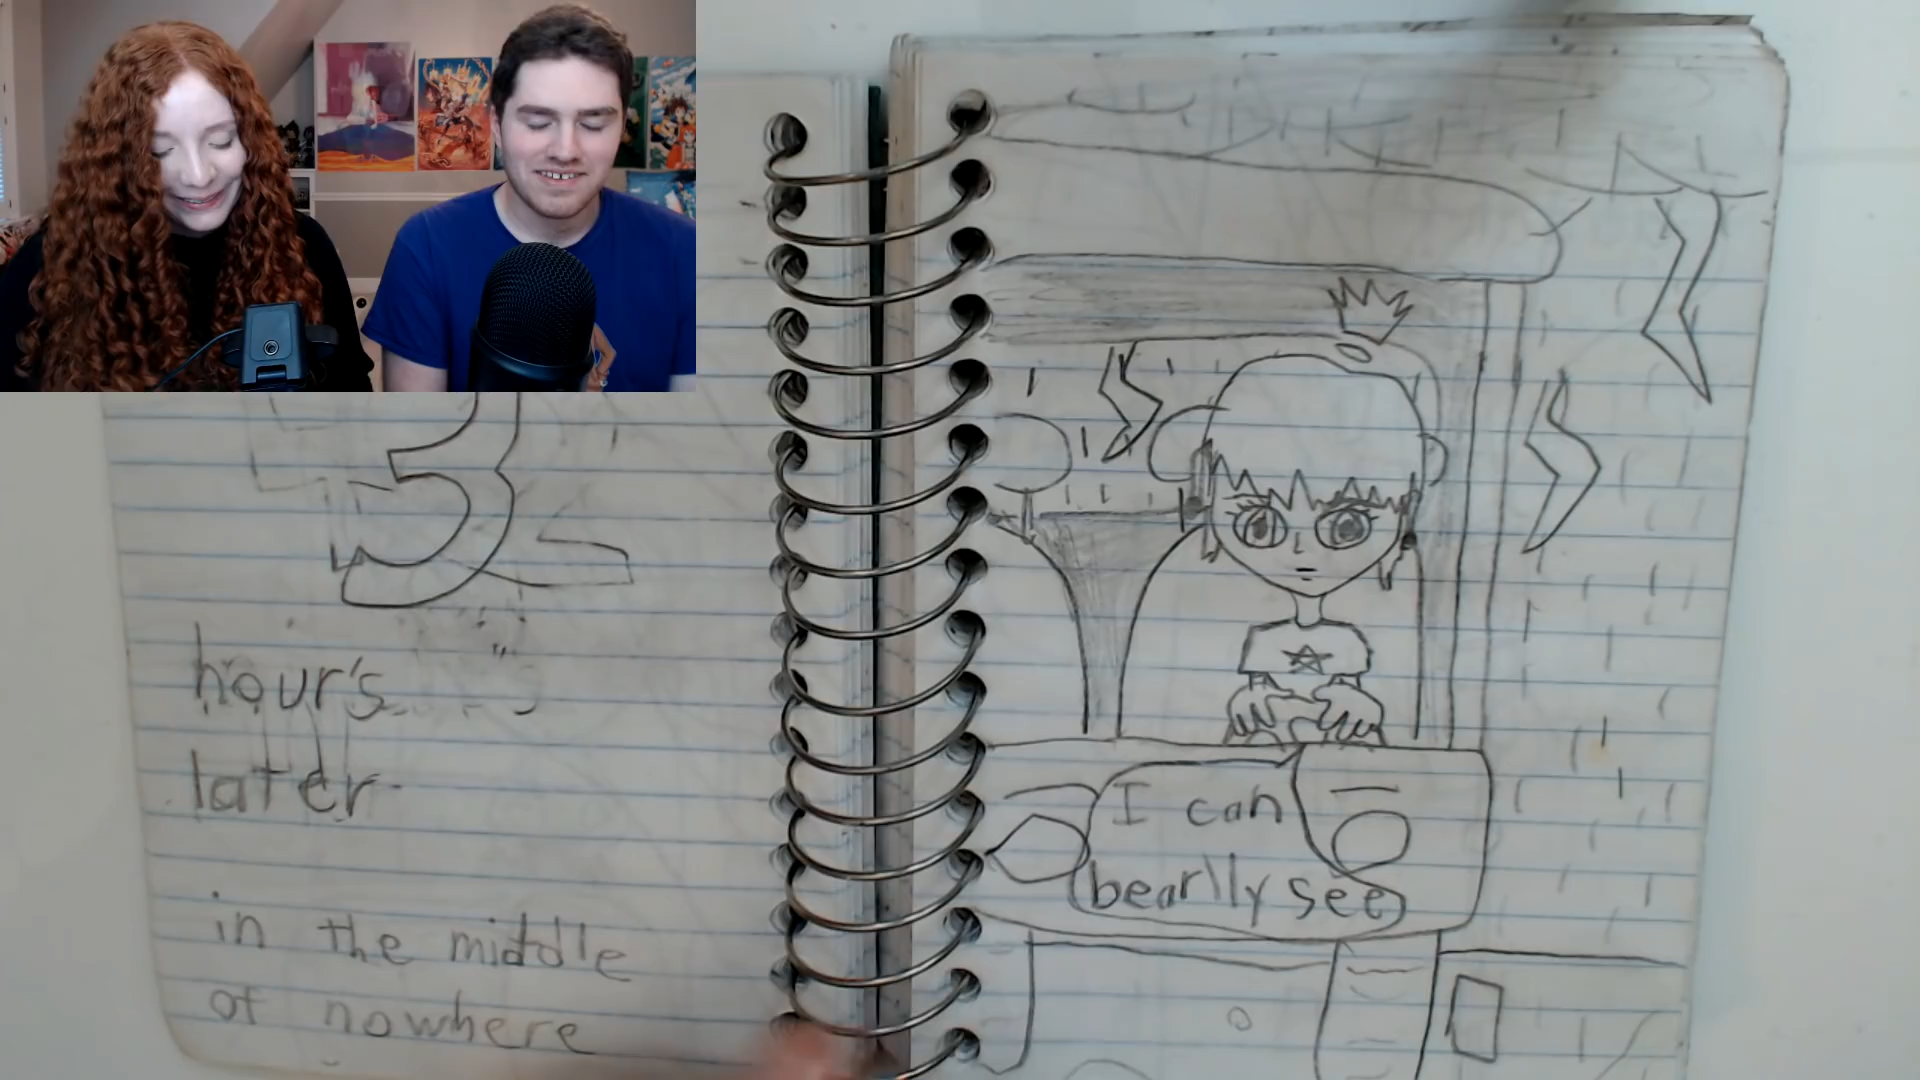 3
hour's
later
in the middle
of nowhere
I can
bearlly see